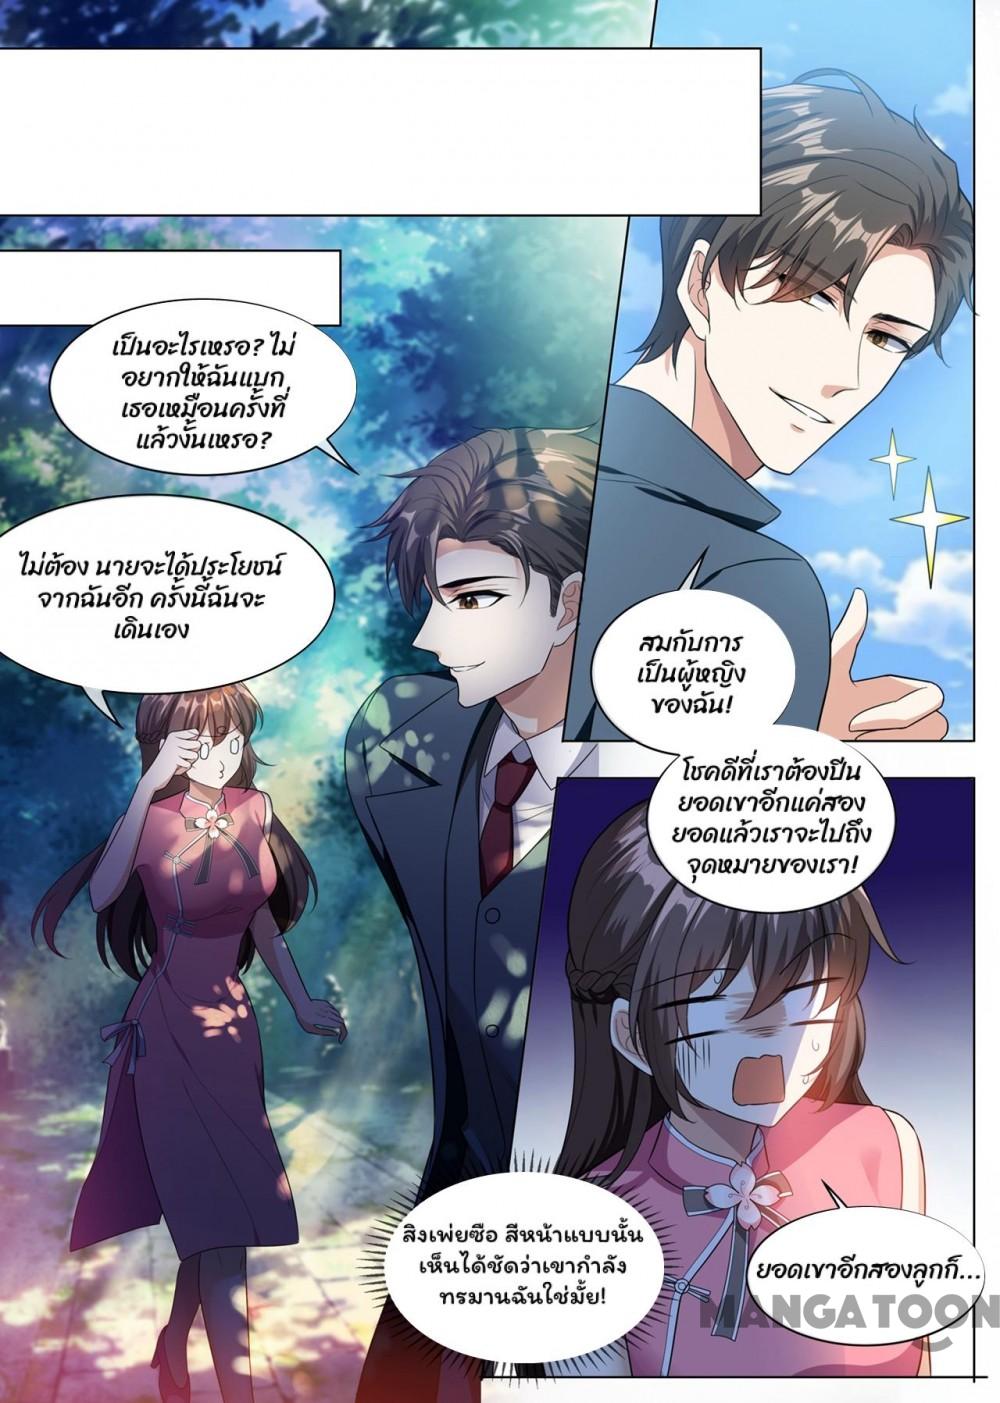 เป็นอะไรเหรอ? ไม่
อยากให้ฉันแบก
เธอเหมือนครั้งที่
แล้วงั้นเหรอ?
ไม่ต้อง นายจะได้ประโยชน์
จากฉันอีก ครั้งนี้ฉันจะ
เดินเอง
สมกับการ
เป็นผู้หญิง
ของฉัน!
โชคดีที่เราต้องปีน
ยอดเขาอีกแค่สอง
ยอดแล้วเราจะไปถึง
จุดหมายของเรา!
สิงเพ่ยซือ สีหน้าแบบนั้น
เห็นได้ชัดว่าเขากำลัง
ทรมานฉันใช่มั้ย!
ยอดเขาอีกสองลูกก็...
MANGATOON